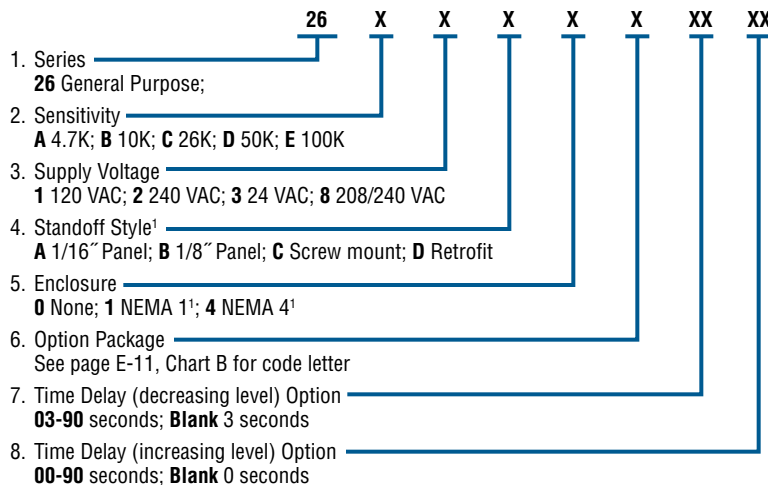 26 X X X X X XX XX
1. Series
26 General Purpose;
2. Sensitivity
A 4.7K; B 10K; C 26K; D 50K; E 100K
3. Supply Voltage
1 120 VAC; 2 240 VAC; 3 24 VAC; 8 208/240 VAC
4. Standoff Style¹
A 1/16˝ Panel; B 1/8˝ Panel; C Screw mount; D Retrofit
5. Enclosure
0 None; 1 NEMA 1¹; 4 NEMA 4¹
6. Option Package
See page E-11, Chart B for code letter
7. Time Delay (decreasing level) Option
03-90 seconds; Blank 3 seconds
8. Time Delay (increasing level) Option
00-90 seconds; Blank 0 seconds